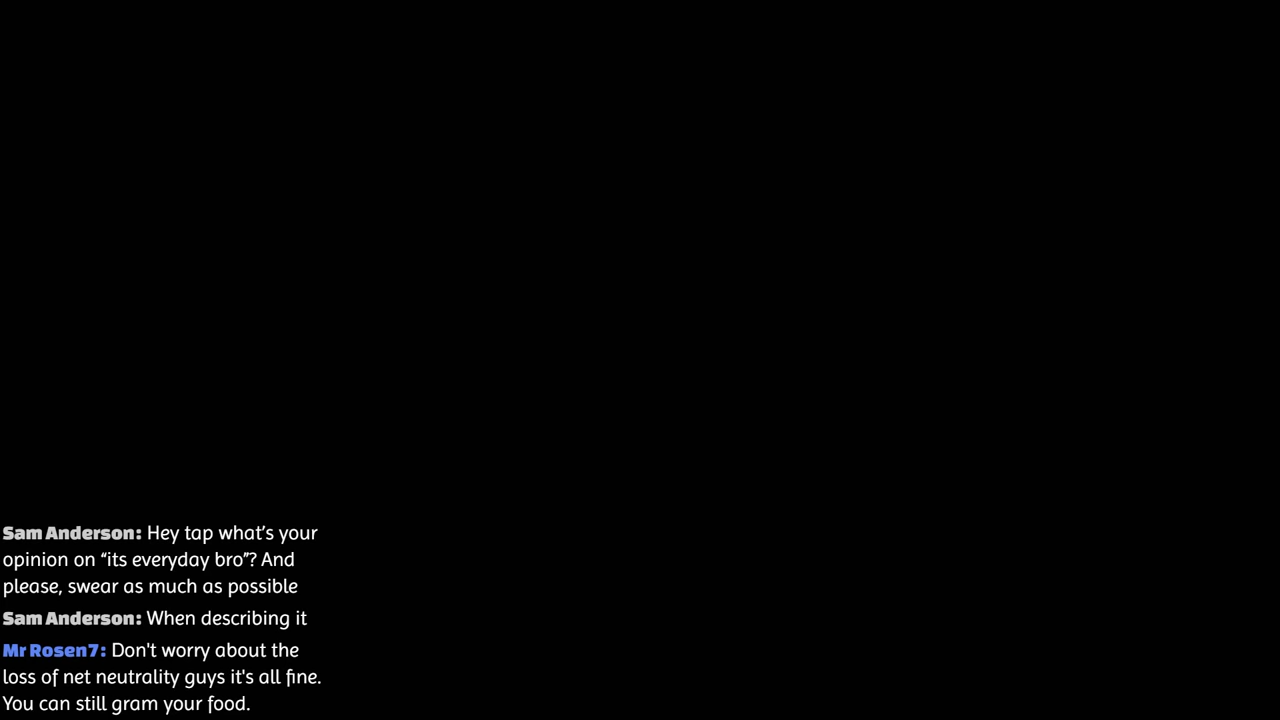 Sam Anderson: Hey tap what’s your
opinion on “its everyday bro”? And
please, swear as much as possible
Sam Anderson: When describing it
Mr Rosen7: Don't worry about the
loss of net neutrality guys it's all fine.
You can still gram your food.